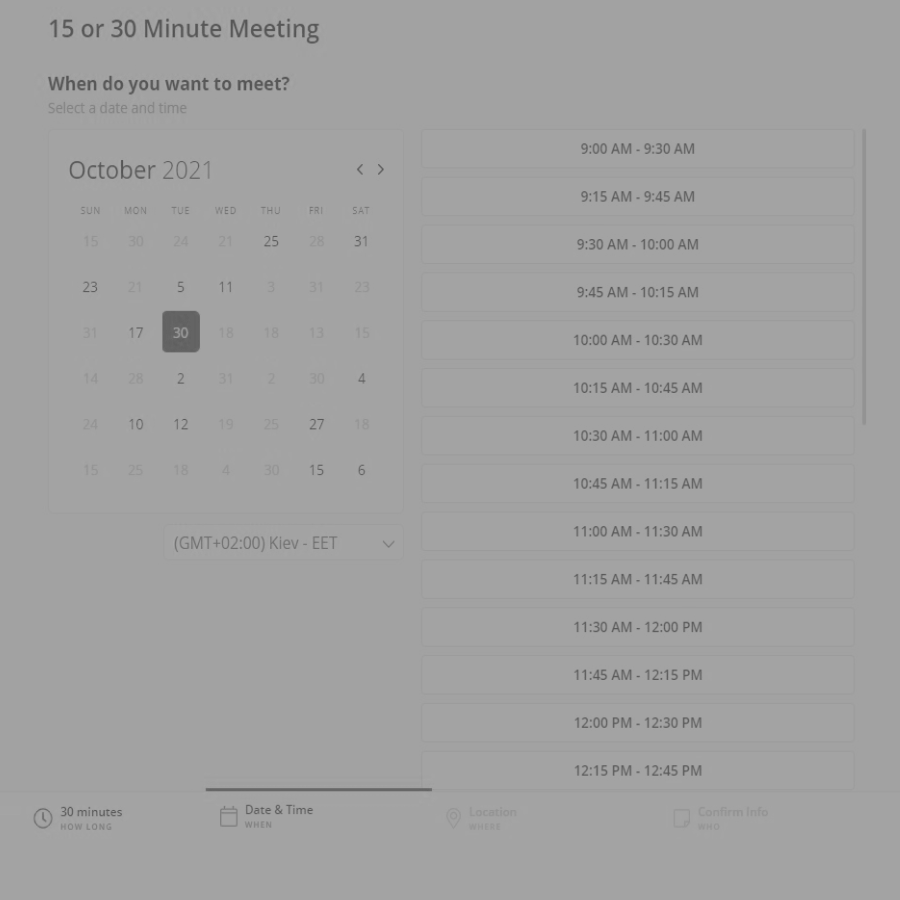 15 or 30 Minute Meeting
When do you want to meet?
Select a date and time
October 2021
SUN MON TUE WED THU FRI SAT
15 30 24 21 25 28 31
23 21 5 11 3 31 23
31 17 30 18 18 13 15
14 28 2 31 2 30 4
24 10 12 19 25 27 18
15 25 18 4 30 15 6
(GMT+02:00) Kiev - EET
9:00 AM - 9:30 AM
9:15 AM - 9:45 AM
9:30 AM - 10:00 AM
9:45 AM - 10:15 AM
10:00 AM - 10:30 AM
10:15 AM - 10:45 AM
10:30 AM - 11:00 AM
10:45 AM - 11:15 AM
11:00 AM - 11:30 AM
11:15 AM - 11:45 AM
11:30 AM - 12:00 PM
11:45 AM - 12:15 PM
12:00 PM - 12:30 PM
12:15 PM - 12:45 PM
30 minutes
HOW LONG
Date & Time
WHEN
Location
WHERE
Confirm Info
WHO